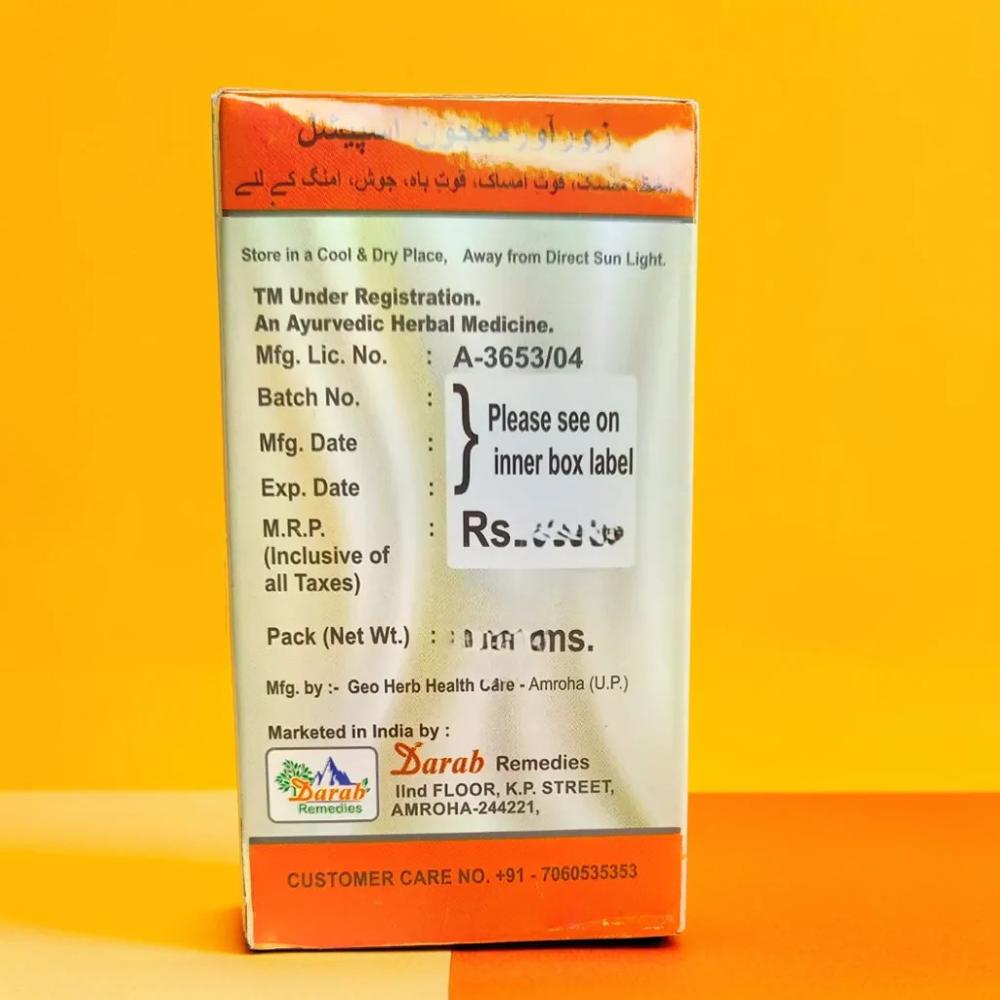 زور آور معجون اسپیشل
ممسک، قوت امساک، قوت باہ، جوش، امنگ کے لئے
Store in a Cool & Dry Place, Away from Direct Sun Light.
TM Under Registration.
An Ayurvedic Herbal Medicine.
Mfg. Lic. No. : A-3653/04
Batch No. :
Mfg. Date :
Exp. Date :
} Please see on
inner box label
M.R.P. : Rs.
(Inclusive of
all Taxes)
Pack (Net Wt.) :
Mfg. by :- Geo Herb Health Care - Amroha (U.P.)
Marketed in India by :
Darab Remedies
Darab Remedies
IInd FLOOR, K.P. STREET,
AMROHA-244221,
CUSTOMER CARE NO. +91 - 7060535353